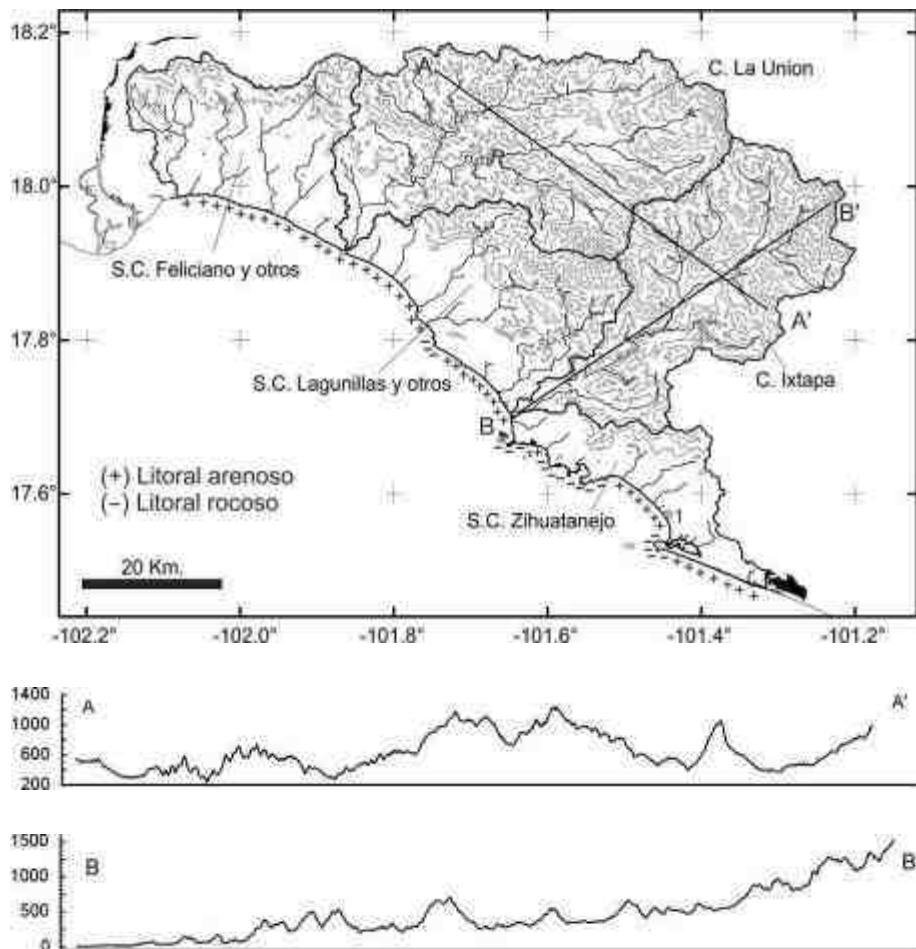 18.2°
A
C. La Union
18.0°
B'
S.C. Feliciano y otros
A'
17.8°
C. Ixtapa
S.C. Lagunillas y otros
B
(+) Litoral arenoso
(−) Litoral rocoso
17.6°
S.C. Zihuatanejo
20 Km.
-102.2° -102.0° -101.8° -101.6° -101.4° -101.2°
1400
A A'
1000
600
200
1500
B B
1000
500
0